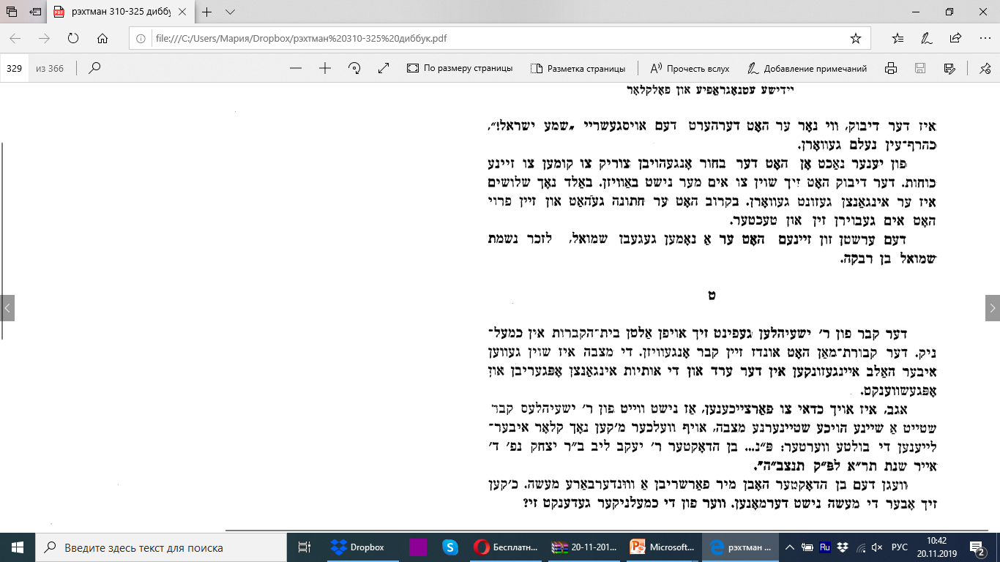 рэхтман 310-325 диббу
file:///C:/Users/Мария/Dropbox/рэхтман%20310-325%20диббук.pdf
329 из 366 По размеру страницы Разметка страницы Прочесть вслух Добавление примечаний
יידישע עטנאָגראַפיע און פאָלקלאָר
איז דער דיבוק, ווי נאָר ער האָט דערהערט דעם אויסגעשריי „שמע ישראל!״,
כהרף־עין נעלם געוואָרן.
פון יענער נאַכט אָן האָט דער בחור אָנגעהויבן צוריק צו קומען צו זיינע
כוחות. דער דיבוק האָט זיך שוין צו אים מער נישט באַוויזן. באַלד נאָך שלושים
איז ער אינגאַנצן געזונט געוואָרן. בקרוב האָט ער חתונה געהאַט און זיין פרוי
האָט אים געבוירן זין און טעכטער.
דעם ערשטן זון זיינעם האָט ער אַ נאָמען געגעבן שמואל, לזכר נשמת
שמואל בן רבקה.
ט
דער קבר פון ר׳ ישעיהלען געפינט זיך אויפן אַלטן בית־הקברות אין כמעל־
ניק. דער קבורת־מאַן האָט אונדז זיין קבר אָנגעוויזן. די מצבה איז שוין געווען
איבער האַלב איינגעזונקען אין דער ערד און די אותיות אינגאַנצן אָפּגעריבן און
אָפּגעשווענקט.
אגב, איז אויך כדאי צו פאַרצייכענען, אַז נישט ווייט פון ר׳ ישעיהלעס קבר
שטייט אַ שיינע הויכע שטיינערנע מצבה, אויף וועלכער מ׳קען נאָך קלאָר איבער־
לייענען די בולטע ווערטער: פּ״נ... בן הדאָקטער ר׳ יעקב ליב ב״ר יצחק נפ׳ ד׳
אייר שנת תר״א לפּ״ק תנצב״ה״.
וועגן דעם בן הדאָקטער האָבן מיר פאַרשריבן אַ ווּנדערבאַרע מעשה. כ׳קען
זיך אָבער די מעשה נישט דערמאָנען. ווער פון די כמעלניקער געדענקט זי?
Введите здесь текст для поиска Dropbox Бесплатн... 20-11-201... Microsoft... рэхтман ... Ru РУС 10:42
20.11.2019 2